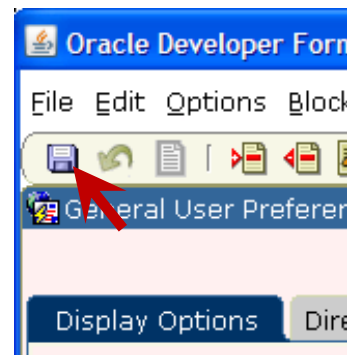 Oracle Developer Form
File Edit Options Block
General User Preferen
Display Options Dire